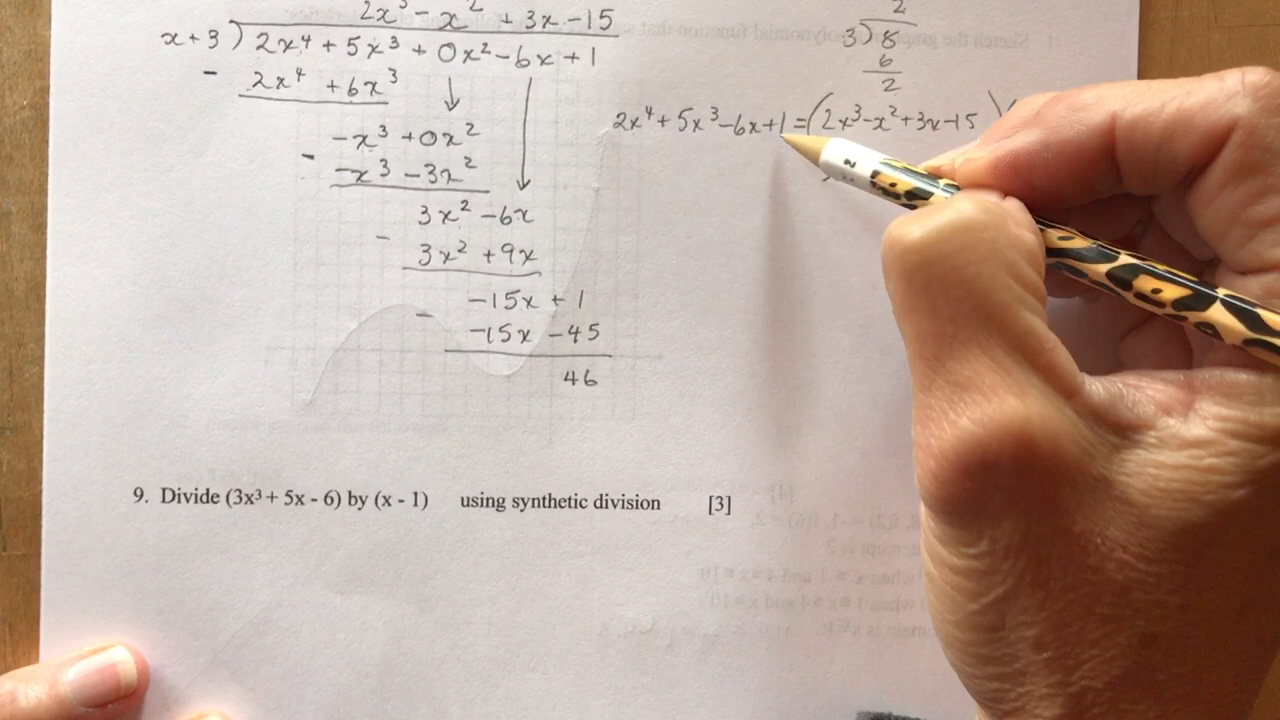 2x³ - x² + 3x - 15
x+3 ) 2x⁴ + 5x³ + 0x² - 6x + 1
- 2x⁴ + 6x³
-x³ + 0x²
- -x³ - 3x²
3x² - 6x
- 3x² + 9x
-15x + 1
- -15x - 45
46
2
3 ) 8
6
2
2x⁴ + 5x³ - 6x + 1 = (2x³ - x² + 3x - 15 )(
9. Divide (3x³ + 5x - 6) by (x - 1) using synthetic division [3]